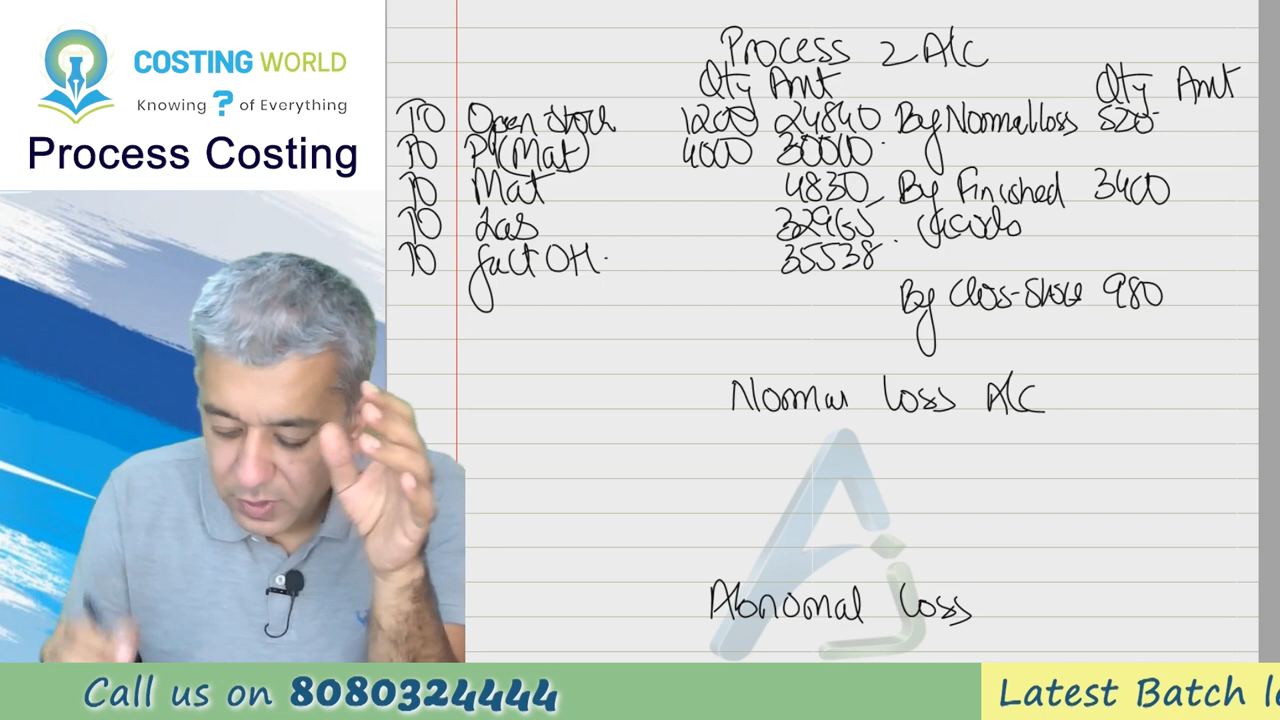 COSTING WORLD
Knowing ? of Everything
Process Costing
Process 2 A/c
Qty Amt Qty Amt
TO Open Stock 1200 24840 By Normal loss 520
TO P1 (Mat) 4000 30000
TO Mat 4830 By Finished 3400
TO Lab 32965 Goods
TO fact OH. 35538
By Clos-Stock 980
Normal loss A/c
Abnormal loss
Call us on 8080324444
Latest Batch